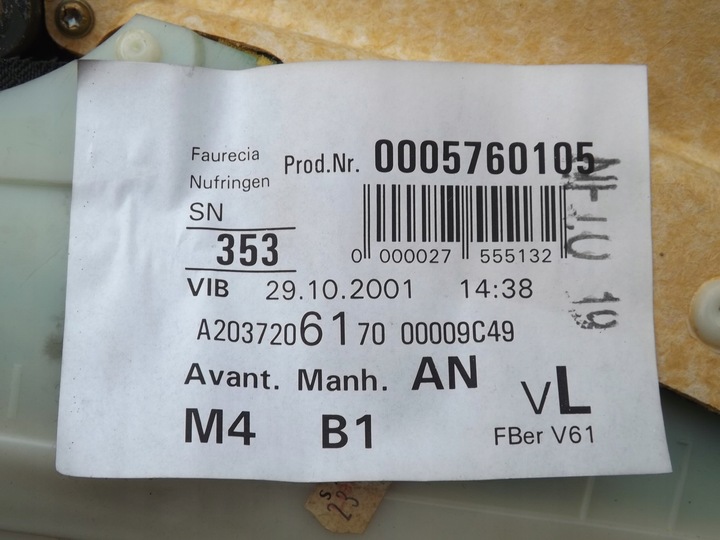 Faurecia
Nufringen
Prod.Nr. 0005760105
SN
353
0 000027 555132
VIB 29.10.2001 14:38
A2037206170 00009C49
Avant. Manh. AN
VL
M4 B1
FBer V61